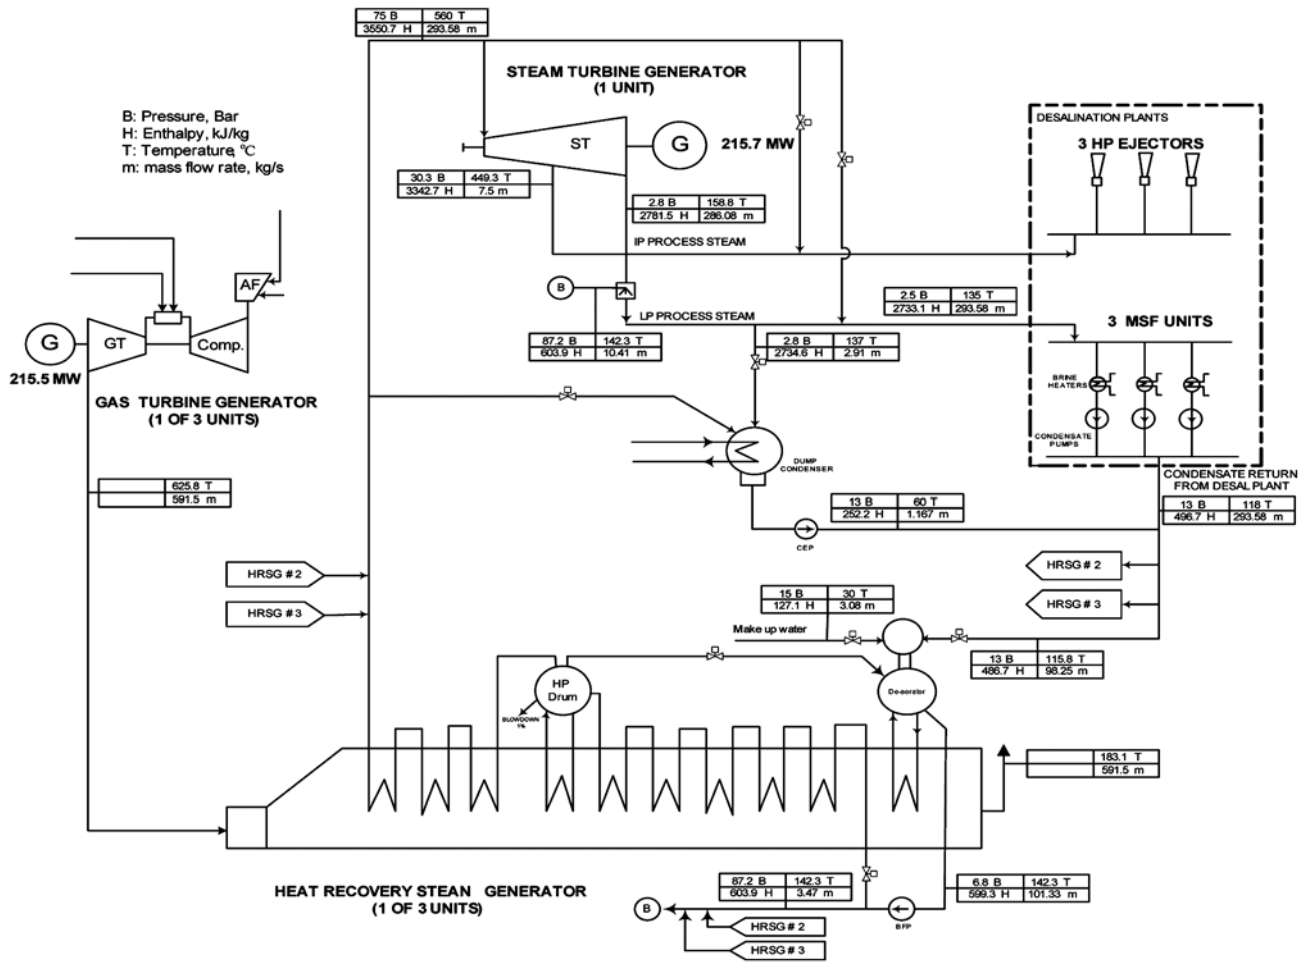 75 B 560 T
3550.7 H 293.58 m
STEAM TURBINE GENERATOR
(1 UNIT)
B: Pressure, Bar
H: Enthalpy, kJ/kg
T: Temperature, °C
m: mass flow rate, kg/s
ST
G
215.7 MW
DESALINATION PLANTS
3 HP EJECTORS
30.3 B 449.3 T
3342.7 H 7.5 m
2.8 B 158.8 T
2781.5 H 286.08 m
IP PROCESS STEAM
AF
B
2.5 B 135 T
2733.1 H 293.58 m
LP PROCESS STEAM
3 MSF UNITS
G
GT
Comp.
215.5 MW
87.2 B 142.3 T
603.9 H 10.41 m
2.8 B 137 T
2734.6 H 2.91 m
BRINE
HEATERS
GAS TURBINE GENERATOR
(1 OF 3 UNITS)
CONDENSATE
PUMPS
DUMP
CONDENSER
CONDENSATE RETURN
FROM DESAL PLANT
625.8 T
591.5 m
13 B 60 T
252.2 H 1.167 m
13 B 118 T
496.7 H 293.58 m
CEP
HRSG # 2
HRSG # 2
HRSG # 3
HRSG # 3
15 B 30 T
127.1 H 3.08 m
Make up water
13 B 115.8 T
486.7 H 98.25 m
HP
Drum
De-aerator
BLOWDOWN
1%
183.1 T
591.5 m
HEAT RECOVERY STEAN GENERATOR
(1 OF 3 UNITS)
87.2 B 142.3 T
603.9 H 3.47 m
6.8 B 142.3 T
599.3 H 101.33 m
B
BFP
HRSG # 2
HRSG # 3